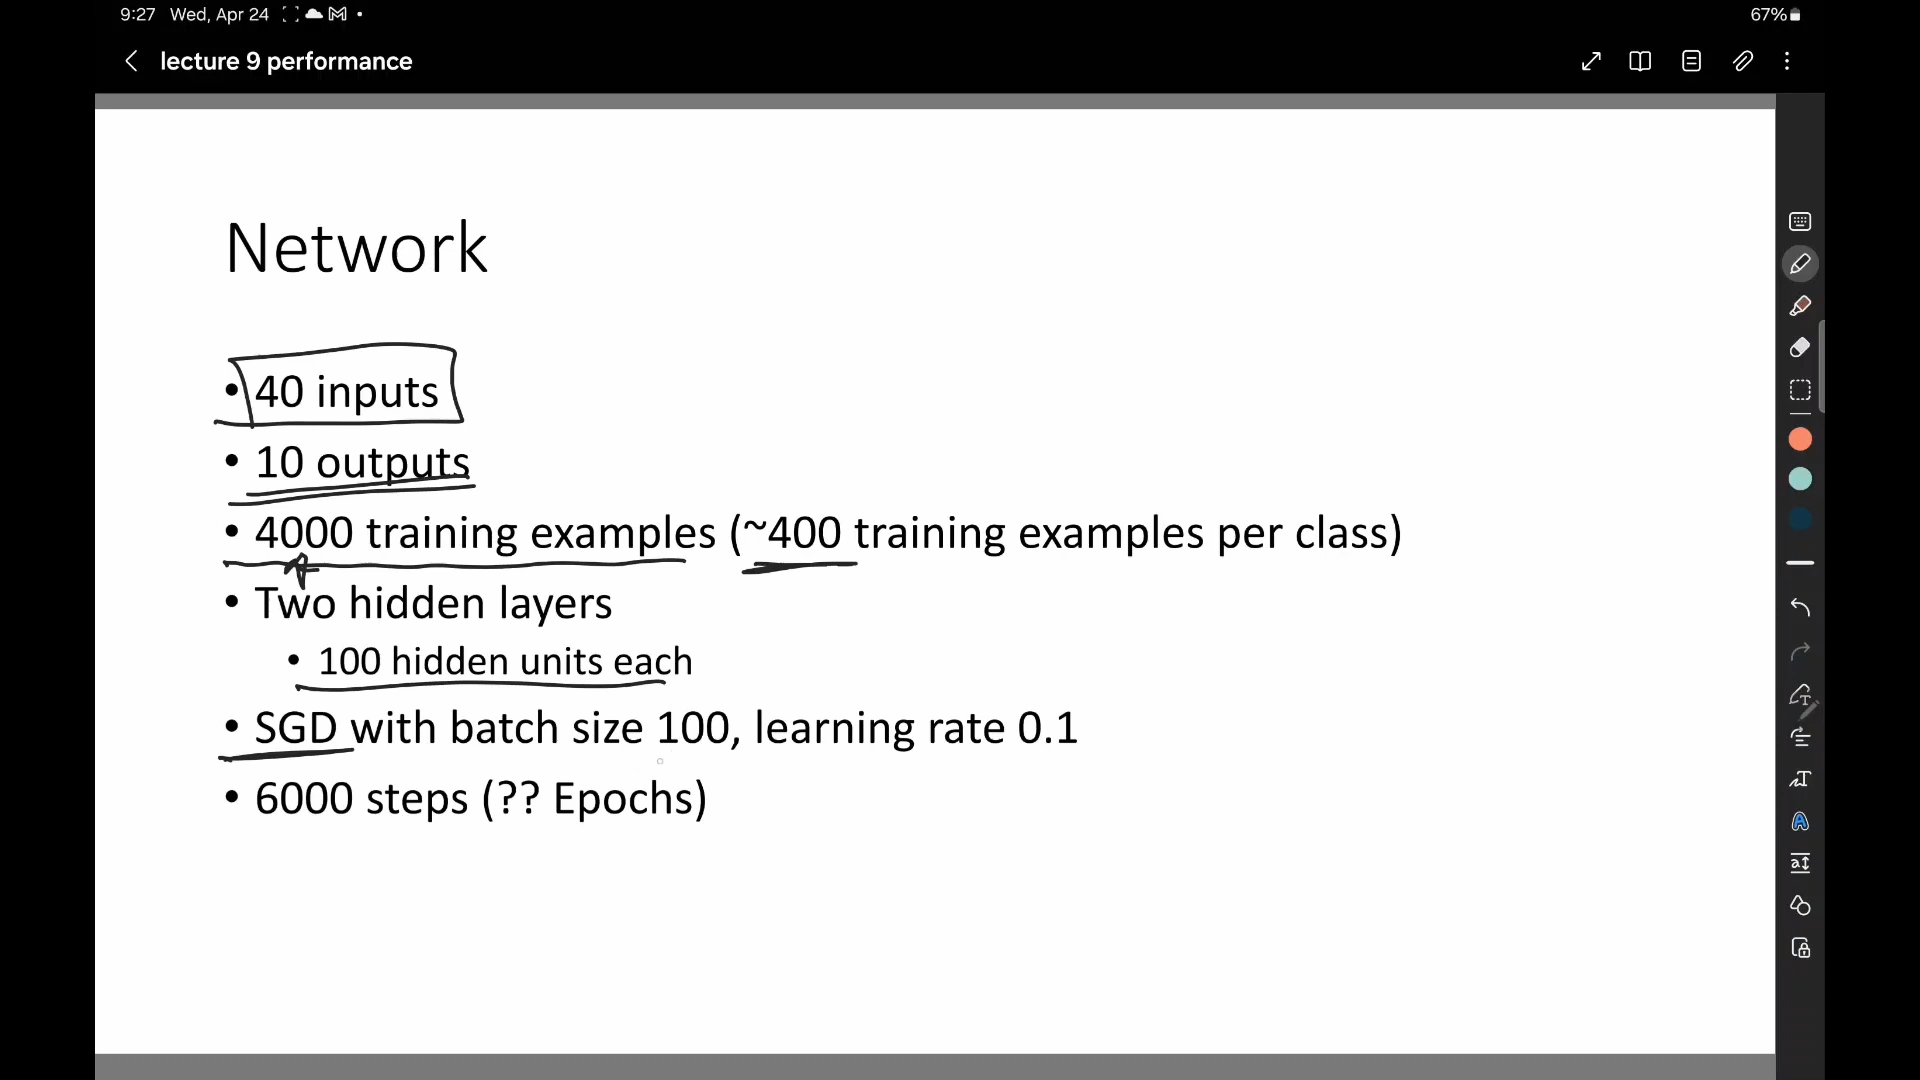 9:27 Wed, Apr 24 67%
lecture 9 performance
Network
• 40 inputs
• 10 outputs
• 4000 training examples (~400 training examples per class)
• Two hidden layers
• 100 hidden units each
• SGD with batch size 100, learning rate 0.1
• 6000 steps (?? Epochs)